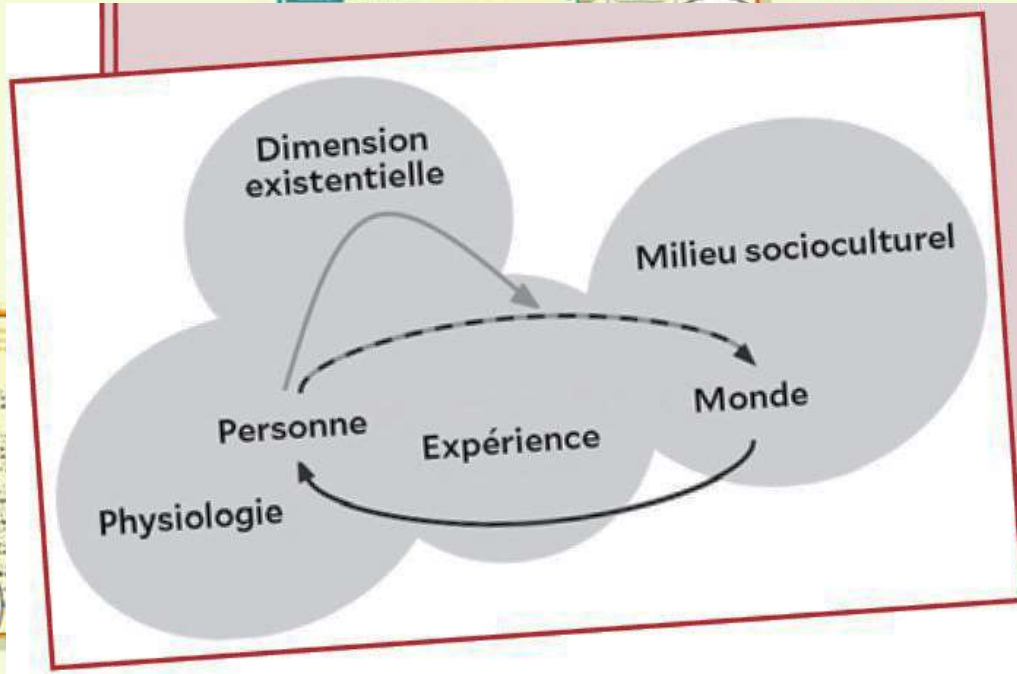 Dimension
existentielle
Milieu socioculturel
Monde
Personne
Expérience
Physiologie